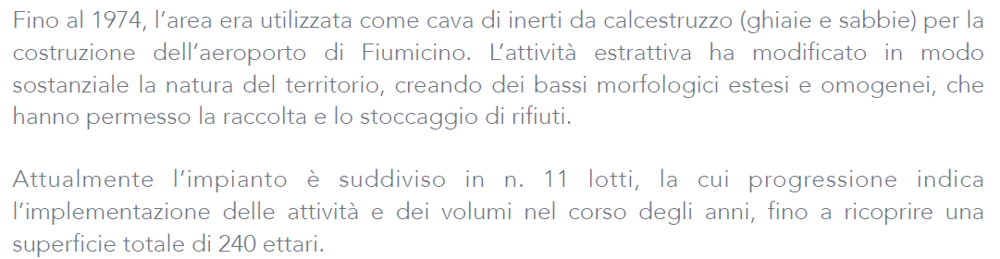 Fino al 1974, l’area era utilizzata come cava di inerti da calcestruzzo (ghiaie e sabbie) per la
costruzione dell’aeroporto di Fiumicino. L’attività estrattiva ha modificato in modo
sostanziale la natura del territorio, creando dei bassi morfologici estesi e omogenei, che
hanno permesso la raccolta e lo stoccaggio di rifiuti.
Attualmente l’impianto è suddiviso in n. 11 lotti, la cui progressione indica
l’implementazione delle attività e dei volumi nel corso degli anni, fino a ricoprire una
superficie totale di 240 ettari.